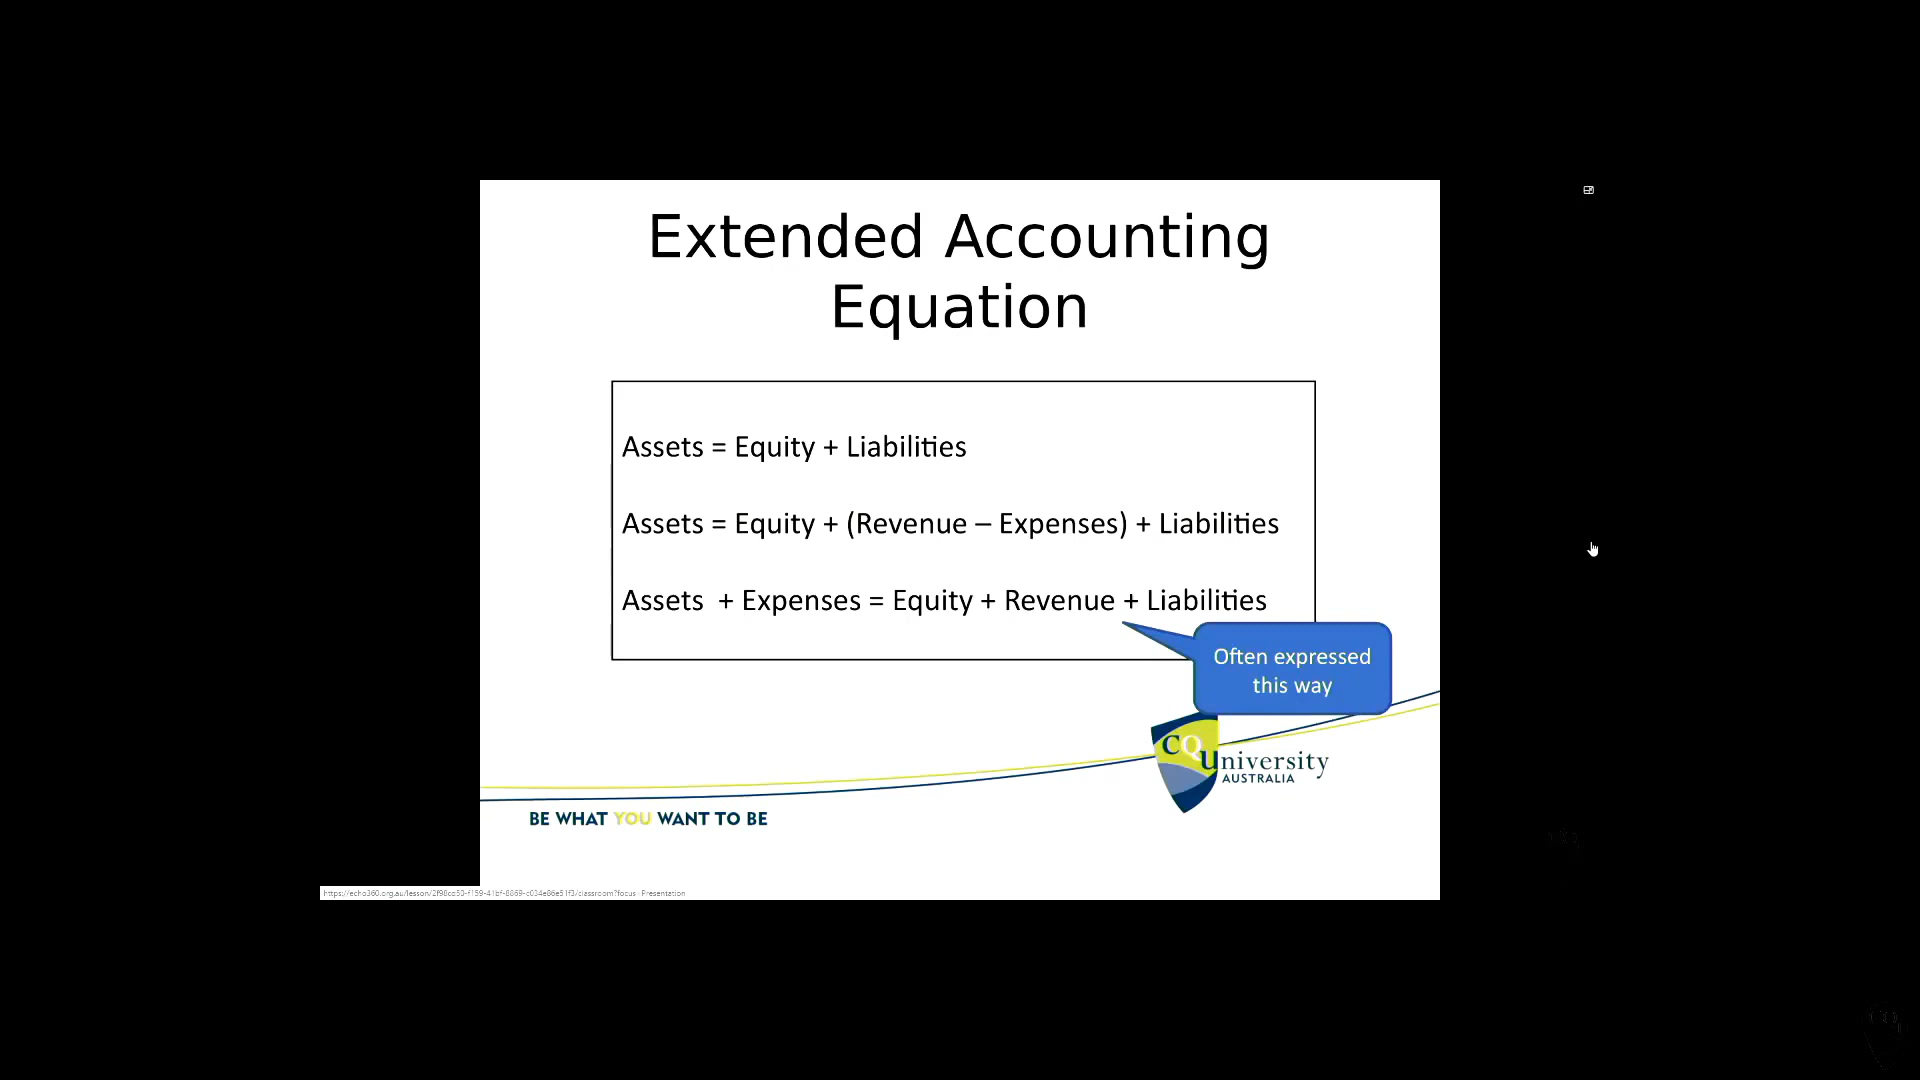 Extended Accounting
Equation
Assets = Equity + Liabilities
Assets = Equity + (Revenue – Expenses) + Liabilities
Assets + Expenses = Equity + Revenue + Liabilities
Often expressed
this way
CQUniversity
AUSTRALIA
BE WHAT YOU WANT TO BE